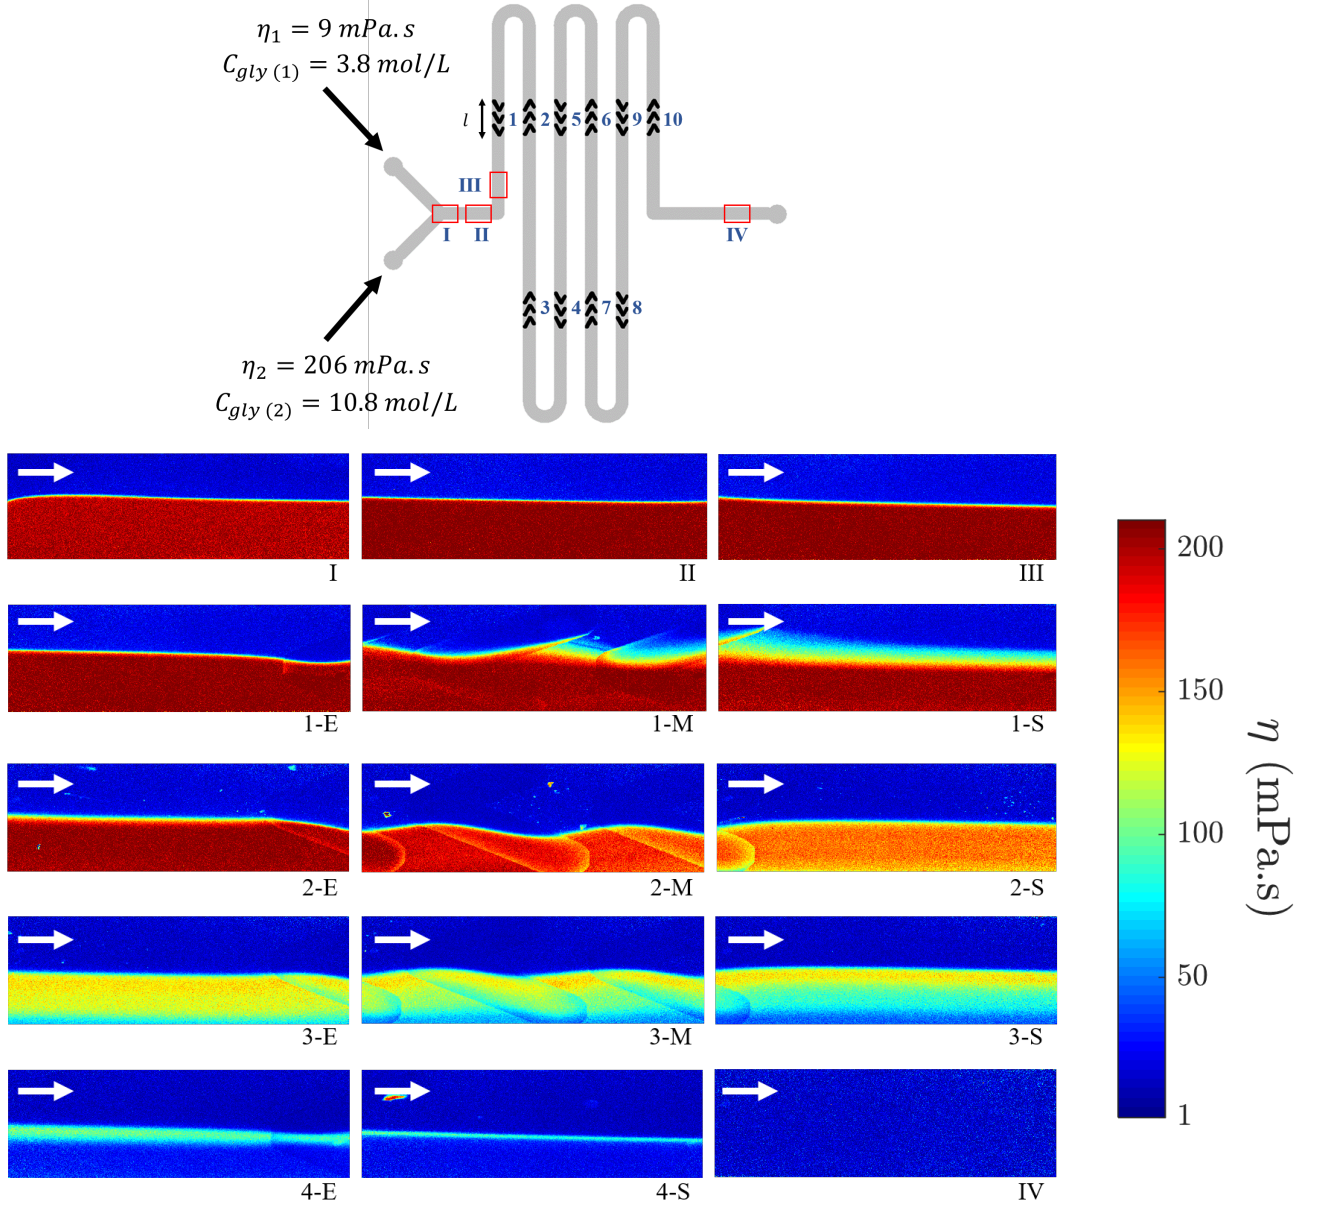 η₁ = 9 mPa.s
C_gly (1) = 3.8 mol/L
l
1 2 5 6 9 10
III
I II IV
3 4 7 8
η₂ = 206 mPa.s
C_gly (2) = 10.8 mol/L
I II III
1-E 1-M 1-S
2-E 2-M 2-S
3-E 3-M 3-S
4-E 4-S IV
200
150
100
50
1
η (mPa.s)